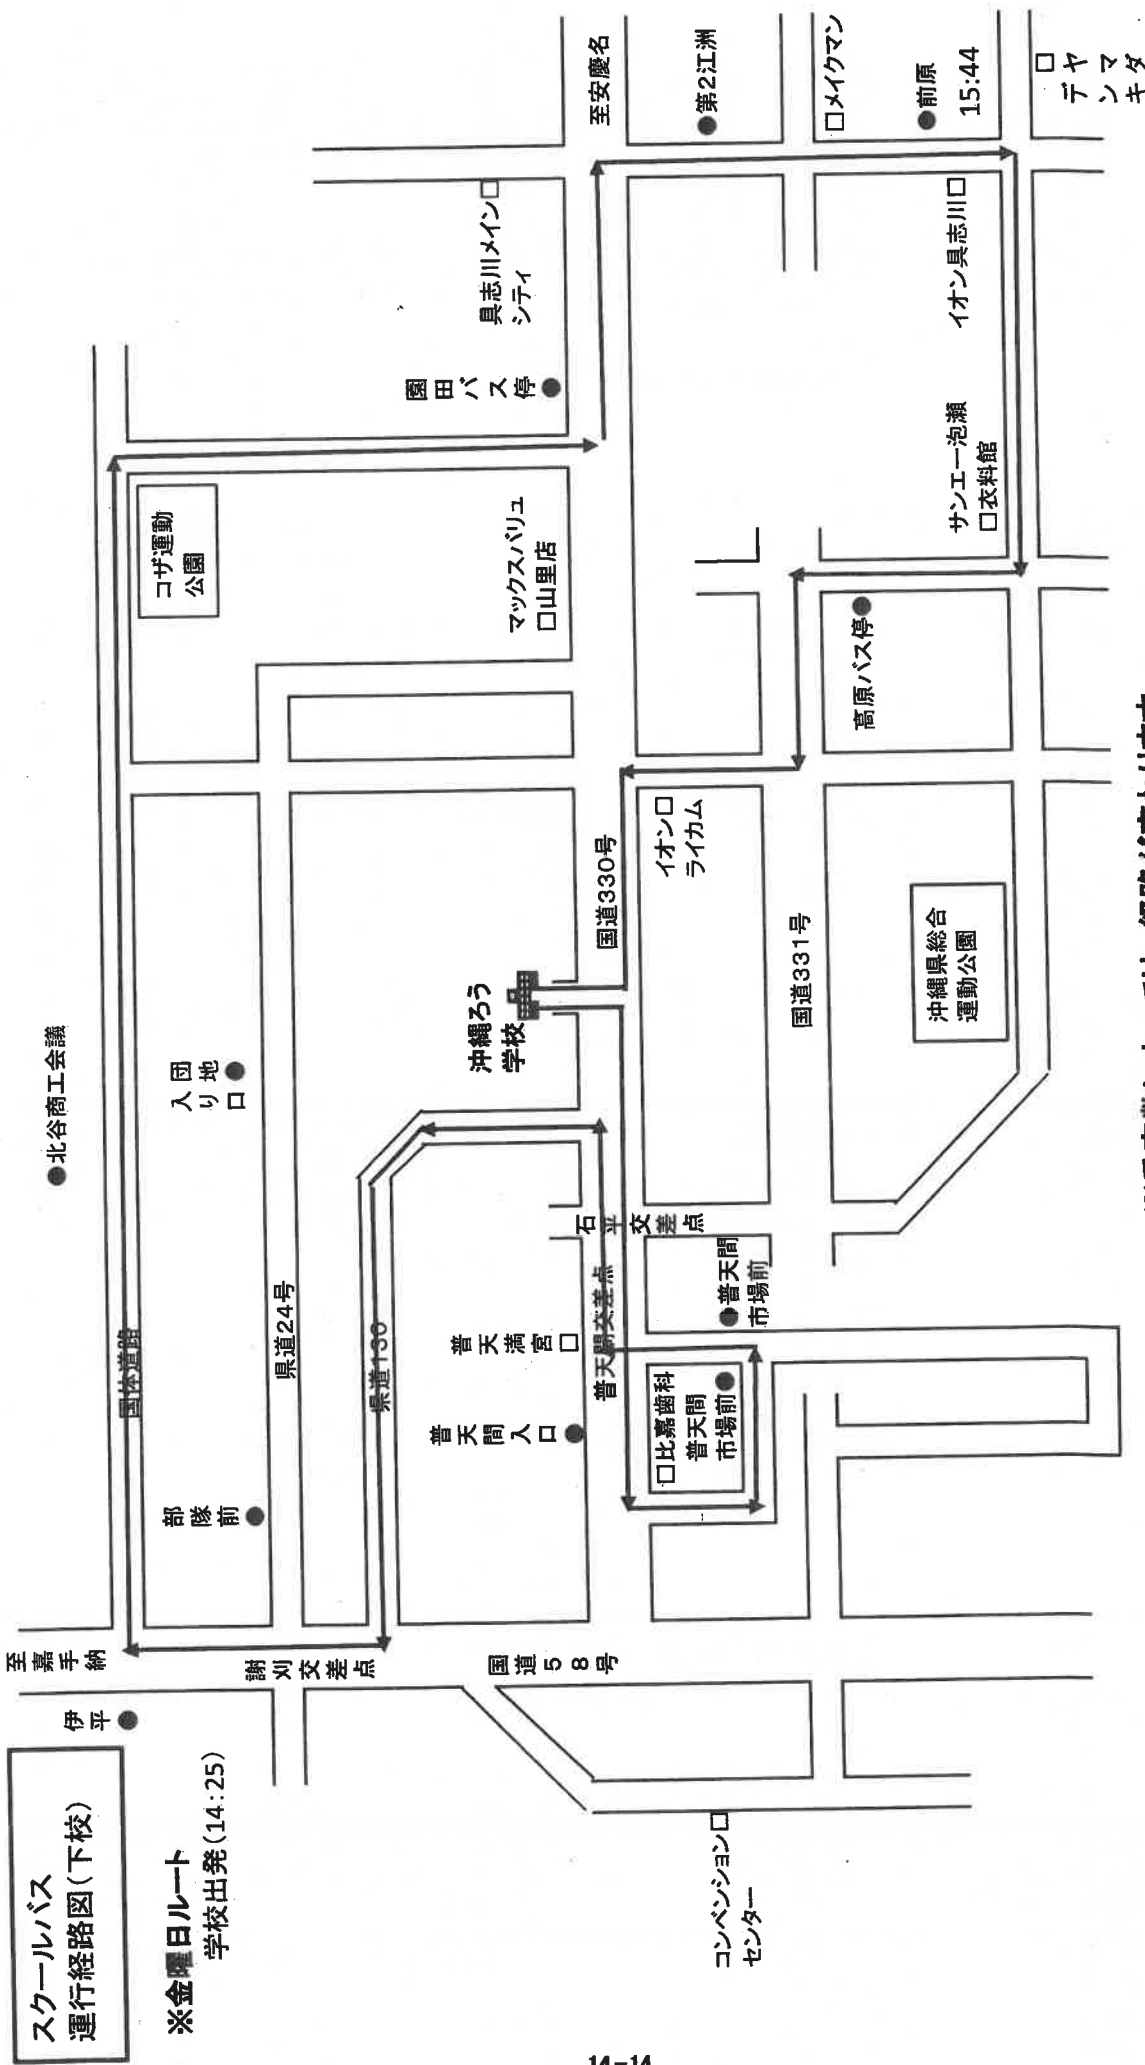 スクールバス
運行経路図(下校)
※金曜日ルート
学校出発(14:25)
至嘉手納
伊平
謝刈交差点
国道58号
コンベンション□
センター
●北谷商工会議
国体道路
部隊前
団地
入り口
県道24号
県道130
コザ運動
公園
マックスバリュ
□山里店
園田バス停
具志川メイン□
シティ
至安慶名
●第2江洲
□メイクマン
●前原
15:44
□
ヤマダ
デンキ
イオン具志川□
サンエー泡瀬
□衣料館
高原バス停●
沖縄ろう
学校
国道330号
イオン□
ライカム
国道331号
沖縄県総合
運動公園
石平交差点
普天間交差点
普天満宮□
普天間入口●
●普天間
市場前
□比嘉歯科
普天間
市場前●
14-14